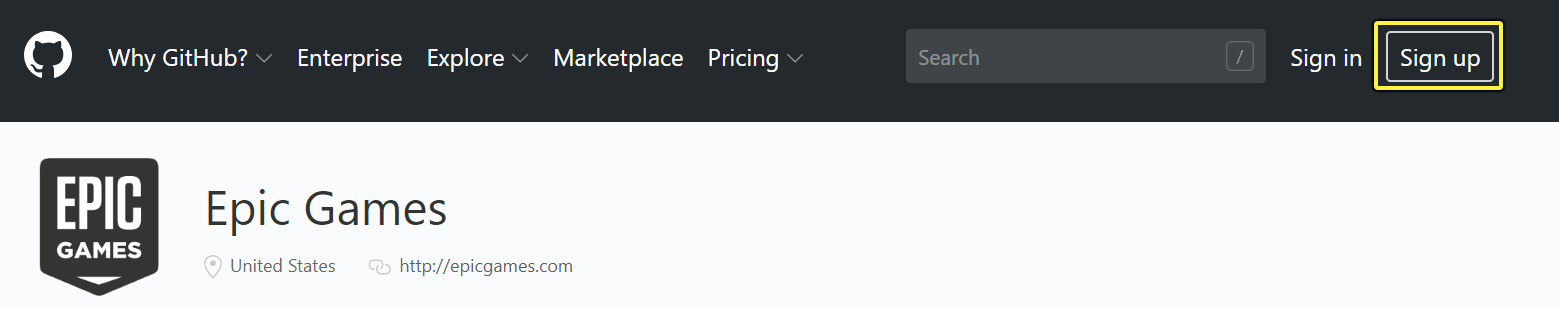 Why GitHub? Enterprise Explore Marketplace Pricing Search / Sign in Sign up
EPIC
GAMES
Epic Games
United States http://epicgames.com